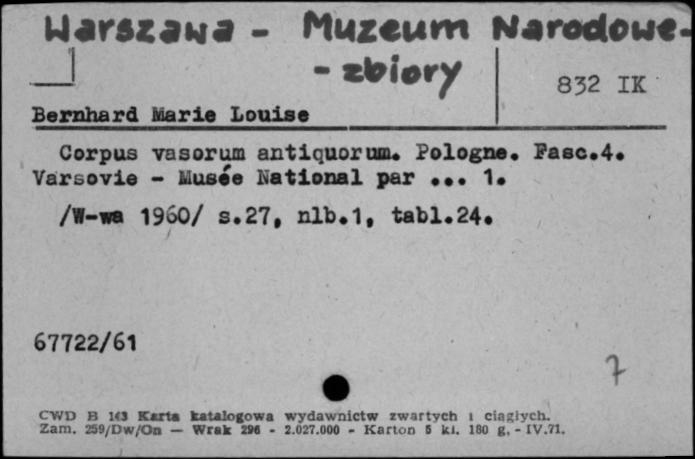 Warszawa - Muzeum Narodowe-
- zbiory
832 IK
Bernhard Marie Louise
Corpus vasorum antiquorum. Pologne. Fasc.4.
Varsovie - Musée National par ... 1.
/W-wa 1960/ s.27, nlb.1, tabl.24.
67722/61
7
CWD B 143 Karta katalogowa wydawnictw zwartych i ciągłych.
Zam. 259/Dw/On — Wrak 296 - 2.027.000 - Karton 5 kl. 180 g, - IV.71.